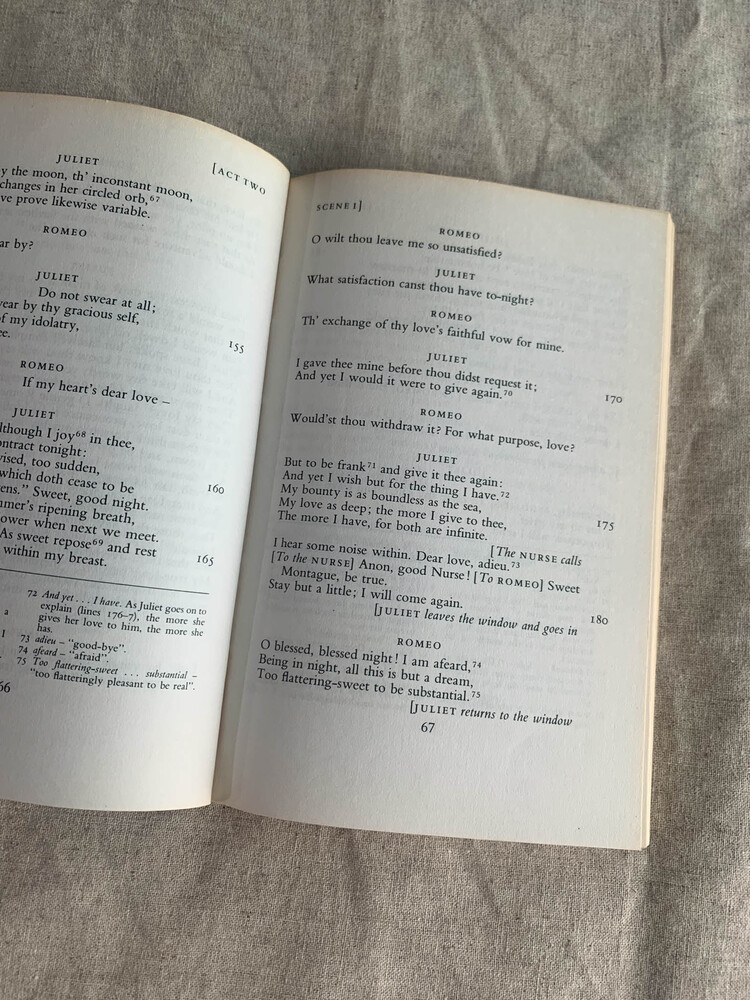 JULIET
[ACT TWO
y the moon, th' inconstant moon,
changes in her circled orb,67
ve prove likewise variable.
ROMEO
ar by?
JULIET
Do not swear at all;
ear by thy gracious self,
f my idolatry,
ee.
155
ROMEO
If my heart's dear love –
JULIET
lthough I joy68 in thee,
ontract tonight:
vised, too sudden,
which doth cease to be
160
ens." Sweet, good night.
mmer's ripening breath,
ower when next we meet.
As sweet repose69 and rest
within my breast.
165
72 And yet . . . I have. As Juliet goes on to
explain (lines 176–7), the more she
gives her love to him, the more she
has.
73 adieu – "good-bye".
74 afeard – "afraid".
75 Too flattering-sweet . . . substantial –
"too flatteringly pleasant to be real".
a
l
66
SCENE I]
ROMEO
O wilt thou leave me so unsatisfied?
JULIET
What satisfaction canst thou have to-night?
ROMEO
Th' exchange of thy love's faithful vow for mine.
JULIET
I gave thee mine before thou didst request it;
And yet I would it were to give again.70
170
ROMEO
Would'st thou withdraw it? For what purpose, love?
JULIET
But to be frank71 and give it thee again:
And yet I wish but for the thing I have.72
My bounty is as boundless as the sea,
My love as deep; the more I give to thee,
175
The more I have, for both are infinite.
[The NURSE calls
I hear some noise within. Dear love, adieu.73
[To the NURSE] Anon, good Nurse! [To ROMEO] Sweet
Montague, be true.
Stay but a little; I will come again.
180
[JULIET leaves the window and goes in
ROMEO
O blessed, blessed night! I am afeard,74
Being in night, all this is but a dream,
Too flattering-sweet to be substantial.75
[JULIET returns to the window
67